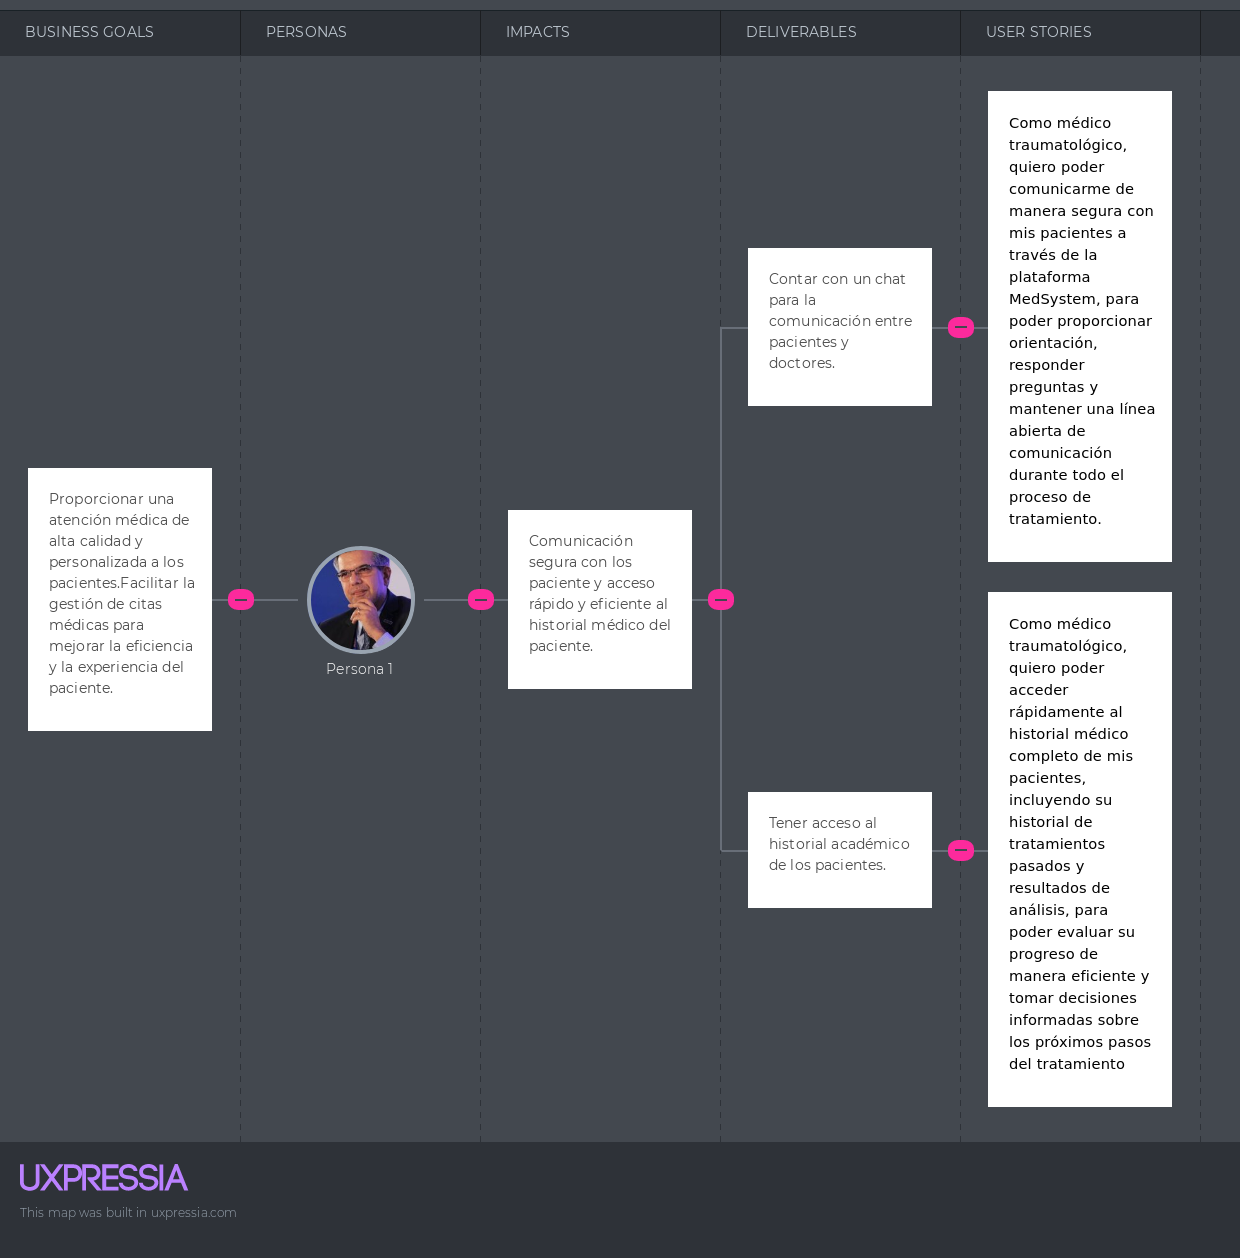 BUSINESS GOALS
PERSONAS
IMPACTS
DELIVERABLES
USER STORIES
Proporcionar una
atención médica de
alta calidad y
personalizada a los
pacientes.Facilitar la
gestión de citas
médicas para
mejorar la eficiencia
y la experiencia del
paciente.
Persona 1
Comunicación
segura con los
paciente y acceso
rápido y eficiente al
historial médico del
paciente.
Contar con un chat
para la
comunicación entre
pacientes y
doctores.
Como médico
traumatológico,
quiero poder
comunicarme de
manera segura con
mis pacientes a
través de la
plataforma
MedSystem, para
poder proporcionar
orientación,
responder
preguntas y
mantener una línea
abierta de
comunicación
durante todo el
proceso de
tratamiento.
Tener acceso al
historial académico
de los pacientes.
Como médico
traumatológico,
quiero poder
acceder
rápidamente al
historial médico
completo de mis
pacientes,
incluyendo su
historial de
tratamientos
pasados y
resultados de
análisis, para
poder evaluar su
progreso de
manera eficiente y
tomar decisiones
informadas sobre
los próximos pasos
del tratamiento
UXPRESSIA
This map was built in uxpressia.com